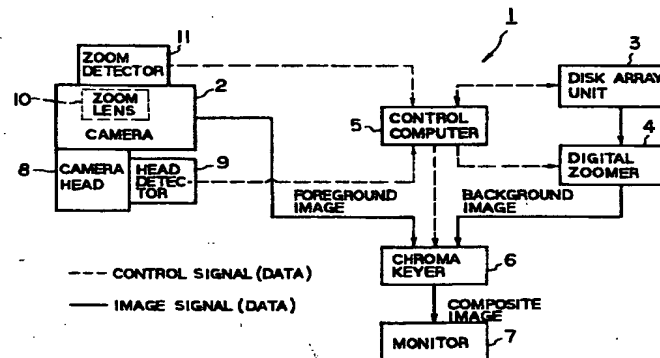 11
1
ZOOM
DETECTOR
3
DISK ARRAY
UNIT
2
10
ZOOM
LENS
CAMERA
5
CONTROL
COMPUTER
4
DIGITAL
ZOOMER
8
CAMERA
HEAD
HEAD
DETEC-
TOR
9
FOREGROUND
IMAGE
BACKGROUND
IMAGE
CHROMA
KEYER
6
CONTROL SIGNAL (DATA)
IMAGE SIGNAL (DATA)
COMPOSITE
IMAGE
MONITOR
7